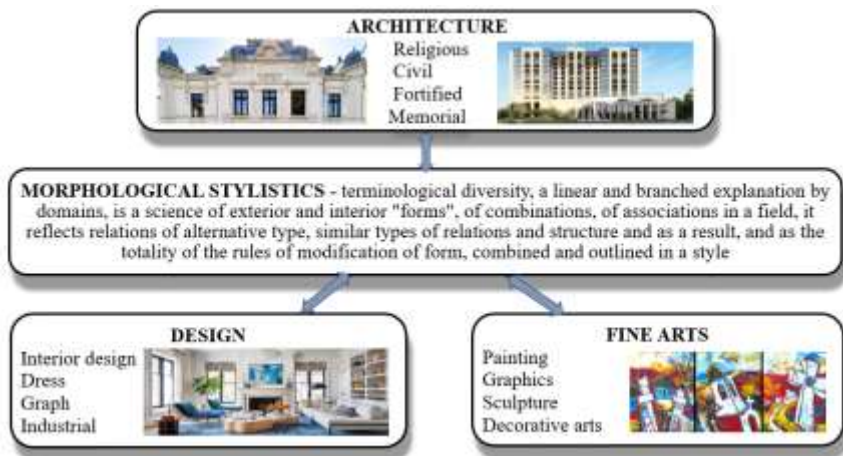 ARCHITECTURE
Religious
Civil
Fortified
Memorial
MORPHOLOGICAL STYLISTICS - terminological diversity, a linear and branched explanation by
domains, is a science of exterior and interior "forms", of combinations, of associations in a field, it
reflects relations of alternative type, similar types of relations and structure and as a result, and as the
totality of the rules of modification of form, combined and outlined in a style
DESIGN
Interior design
Dress
Graph
Industrial
FINE ARTS
Painting
Graphics
Sculpture
Decorative arts